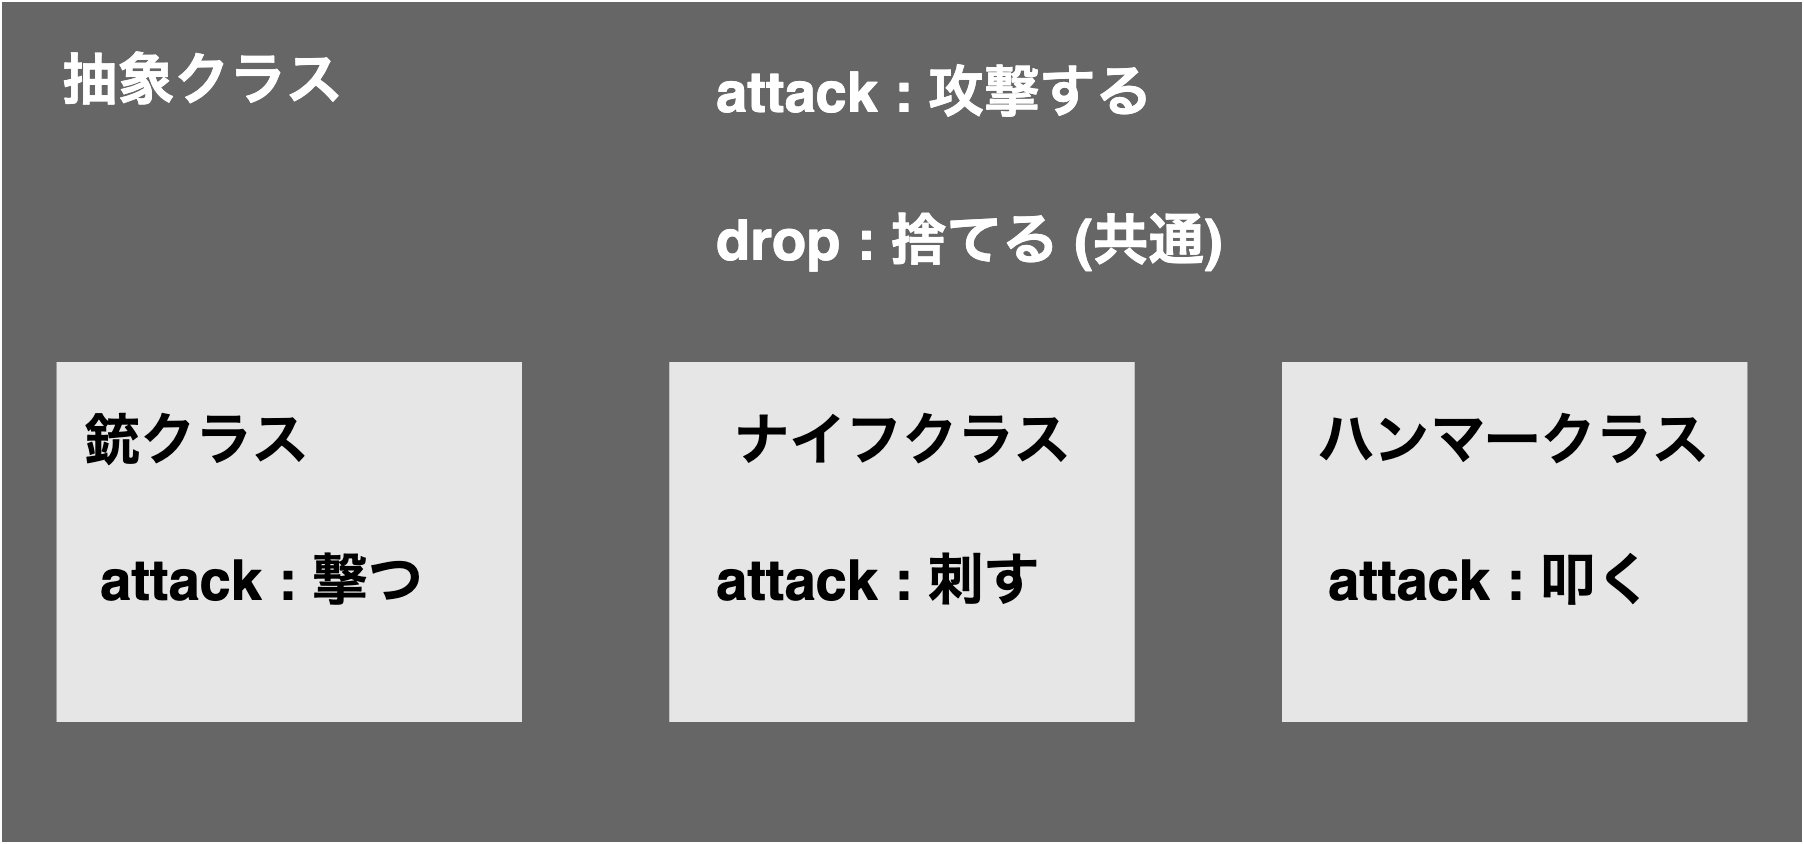 抽象クラス
attack : 攻撃する
drop : 捨てる (共通)
銃クラス
attack : 撃つ
ナイフクラス
attack : 刺す
ハンマークラス
attack : 叩く